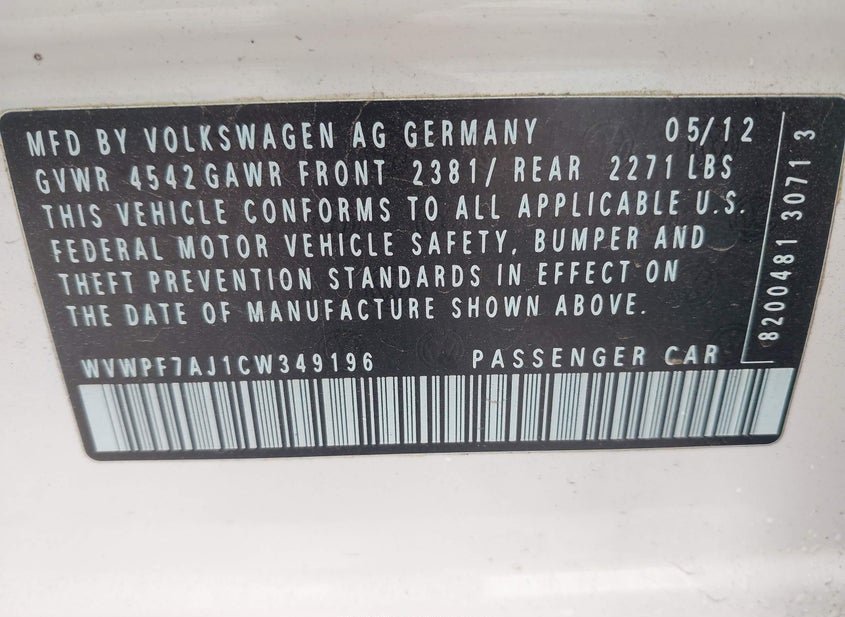 MFD BY VOLKSWAGEN AG GERMANY 05/12
GVWR 4542 GAWR FRONT 2381/ REAR 2271 LBS
THIS VEHICLE CONFORMS TO ALL APPLICABLE U.S.
FEDERAL MOTOR VEHICLE SAFETY, BUMPER AND
THEFT PREVENTION STANDARDS IN EFFECT ON
THE DATE OF MANUFACTURE SHOWN ABOVE.
WVWPF7AJ1CW349196 PASSENGER CAR
8200481 3071 3